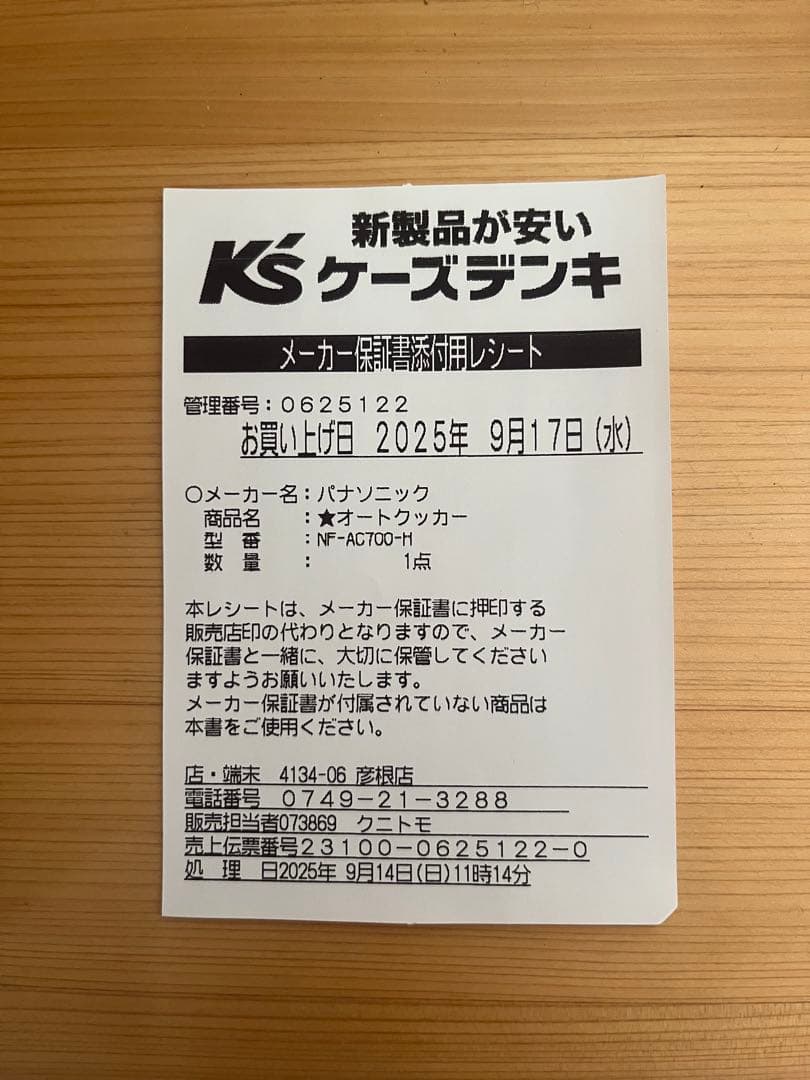 新製品が安い
K'sケーズデンキ
メーカー保証書添付用レシート
管理番号:0625122
お買い上げ日 2025年 9月17日(水)
○メーカー名:パナソニック
商品名 :★オートクッカー
型 番 :NF-AC700-H
数 量 : 1点
本レシートは、メーカー保証書に押印する
販売店印の代わりとなりますので、メーカー
保証書と一緒に、大切に保管してください
ますようお願いいたします。
メーカー保証書が付属されていない商品は
本書をご使用ください。
店・端末 4134-06 彦根店
電話番号 0749-21-3288
販売担当者073869 クニトモ
売上伝票番号23100-0625122-0
処 理 日2025年 9月14日(日)11時14分